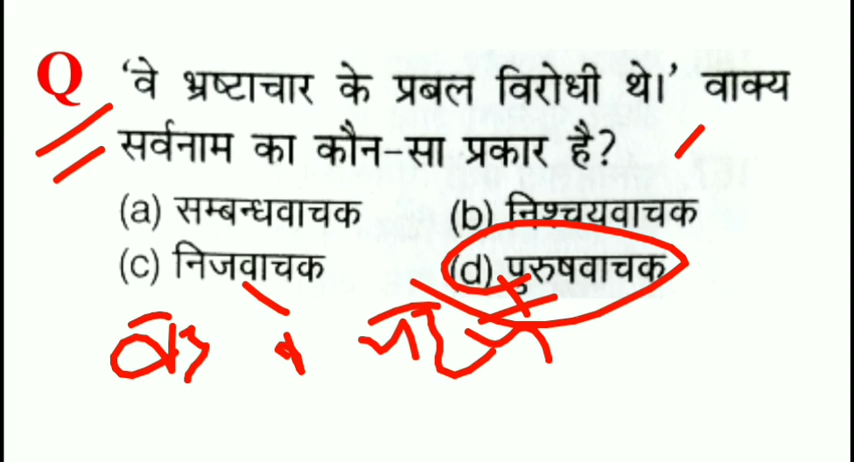 Q 'वे भ्रष्टाचार के प्रबल विरोधी थे।' वाक्य
सर्वनाम का कौन-सा प्रकार है?
(a) सम्बन्धवाचक (b) निश्चयवाचक
(c) निजवाचक (d) पुरुषवाचक